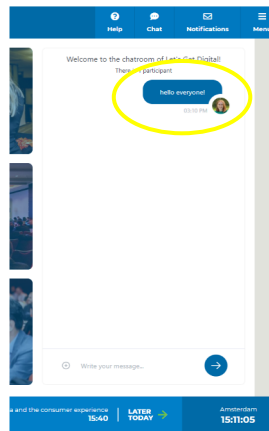 Help
Chat
Notifications
Menu
Welcome to the chatroom of Let's Get Digital!
There is 1 participant
hello everyone!
03:10 PM
Write your message...
a and the consumer experience
15:40
LATER TODAY
Amsterdam
15:11:05